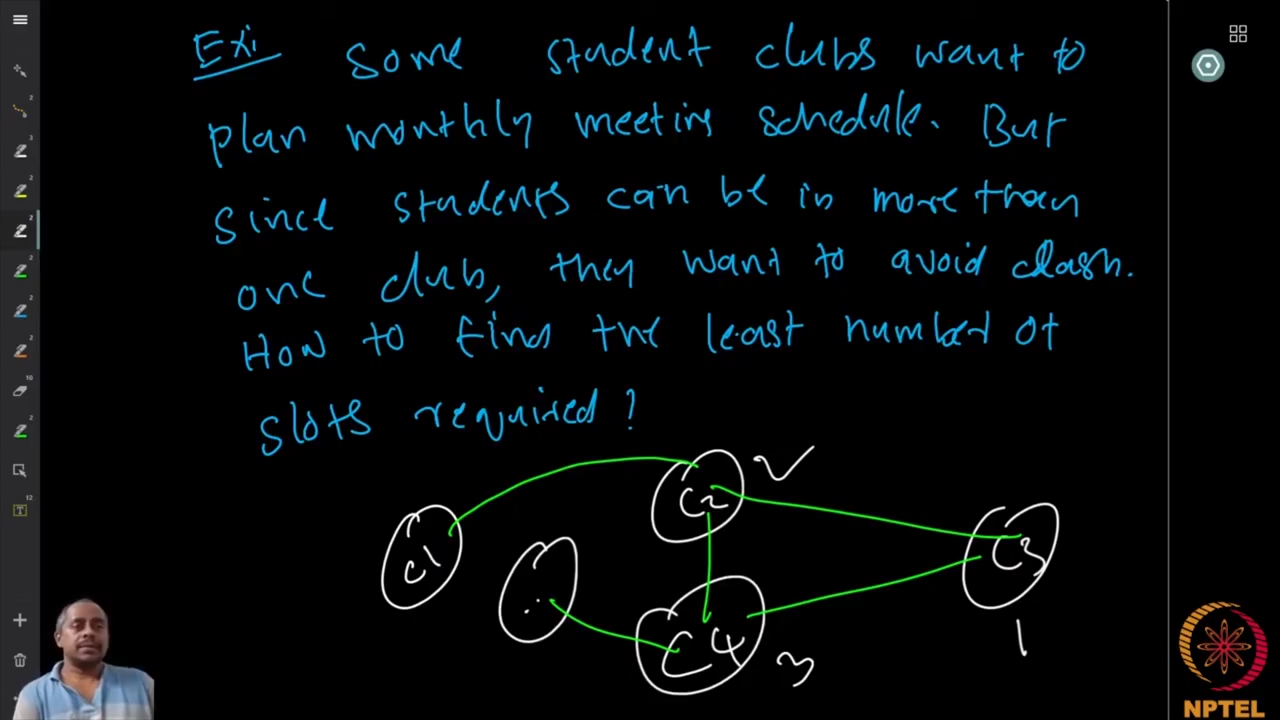 Ex:
Some student clubs want to
plan monthly meeting schedule. But
since students can be in more than
one club, they want to avoid clash.
How to find the least number of
slots required?
C2
C1
C3
..
C4
1
3
NPTEL